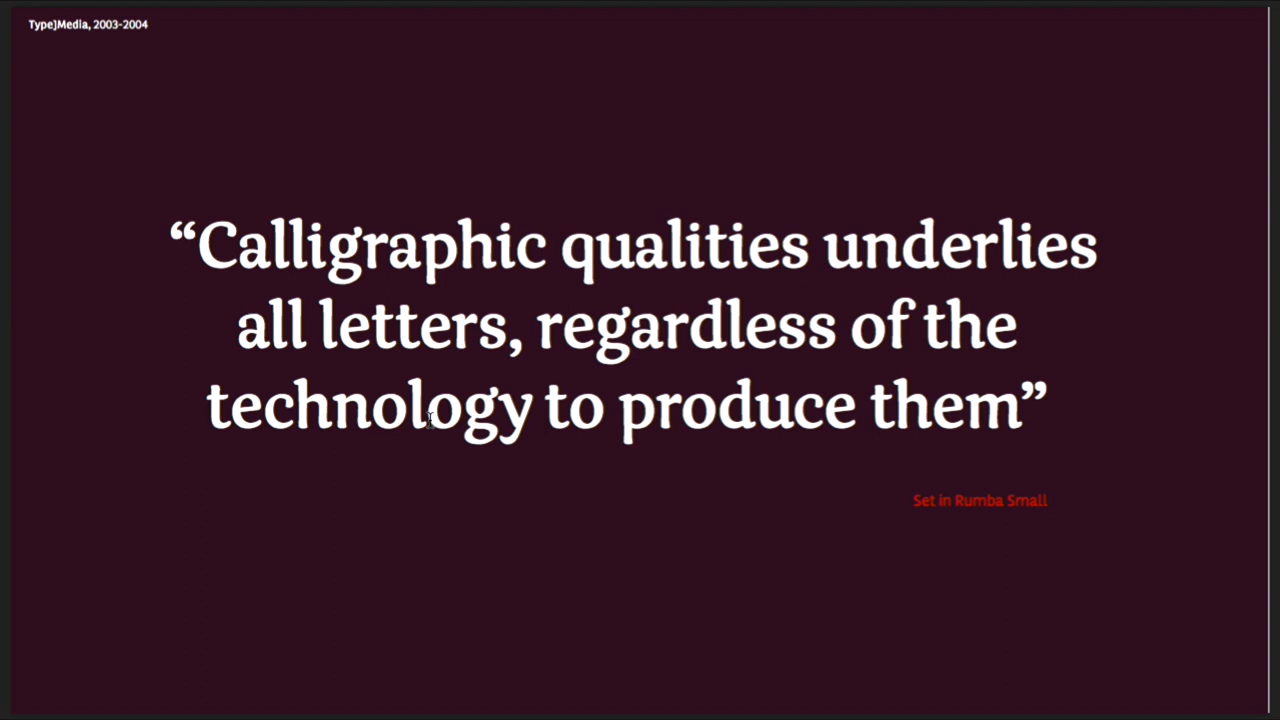 Type]Media, 2003-2004
“Calligraphic qualities underlies
all letters, regardless of the
technology to produce them”
Set in Rumba Small